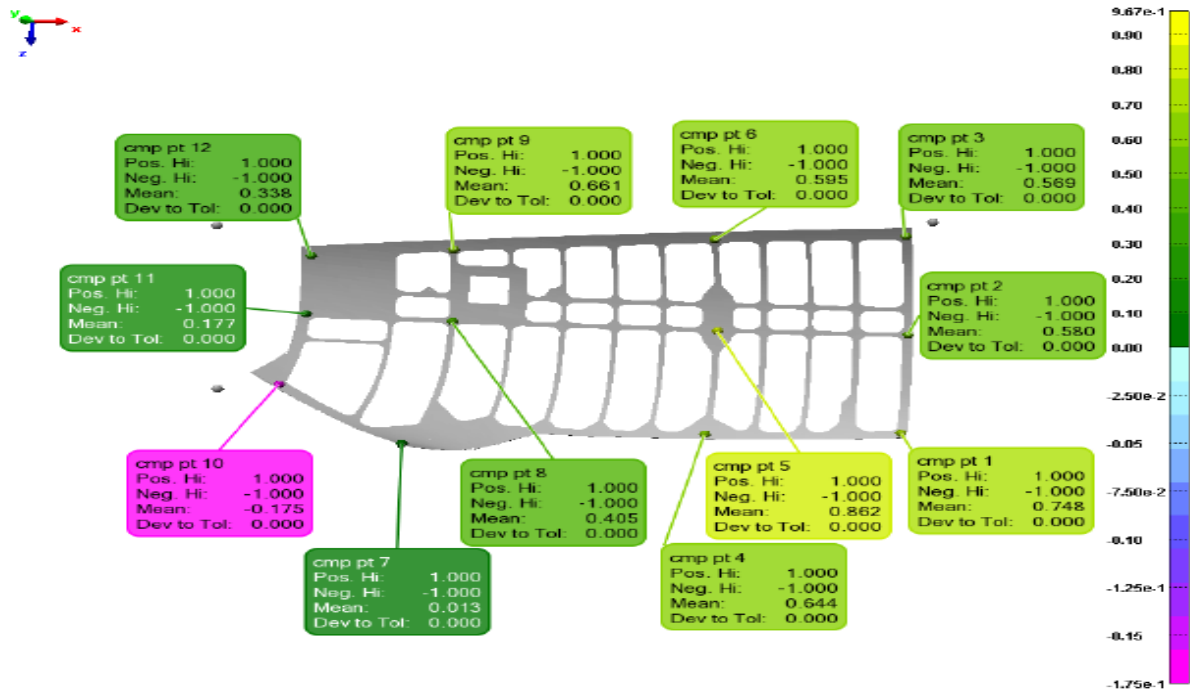 y
x
z
9.67e-1
0.90
0.80
0.70
0.60
0.50
0.40
0.30
0.20
0.10
0.00
-2.50e-2
-0.05
-7.50e-2
-0.10
-1.25e-1
-0.15
-1.75e-1
cmp pt 12
Pos. Hi: 1.000
Neg. Hi: -1.000
Mean: 0.338
Dev to Tol: 0.000
cmp pt 9
Pos. Hi: 1.000
Neg. Hi: -1.000
Mean: 0.661
Dev to Tol: 0.000
cmp pt 6
Pos. Hi: 1.000
Neg. Hi: -1.000
Mean: 0.595
Dev to Tol: 0.000
cmp pt 3
Pos. Hi: 1.000
Neg. Hi: -1.000
Mean: 0.569
Dev to Tol: 0.000
cmp pt 11
Pos. Hi: 1.000
Neg. Hi: -1.000
Mean: 0.177
Dev to Tol: 0.000
cmp pt 2
Pos. Hi: 1.000
Neg. Hi: -1.000
Mean: 0.580
Dev to Tol: 0.000
cmp pt 10
Pos. Hi: 1.000
Neg. Hi: -1.000
Mean: -0.175
Dev to Tol: 0.000
cmp pt 8
Pos. Hi: 1.000
Neg. Hi: -1.000
Mean: 0.405
Dev to Tol: 0.000
cmp pt 5
Pos. Hi: 1.000
Neg. Hi: -1.000
Mean: 0.862
Dev to Tol: 0.000
cmp pt 1
Pos. Hi: 1.000
Neg. Hi: -1.000
Mean: 0.748
Dev to Tol: 0.000
cmp pt 7
Pos. Hi: 1.000
Neg. Hi: -1.000
Mean: 0.013
Dev to Tol: 0.000
cmp pt 4
Pos. Hi: 1.000
Neg. Hi: -1.000
Mean: 0.644
Dev to Tol: 0.000